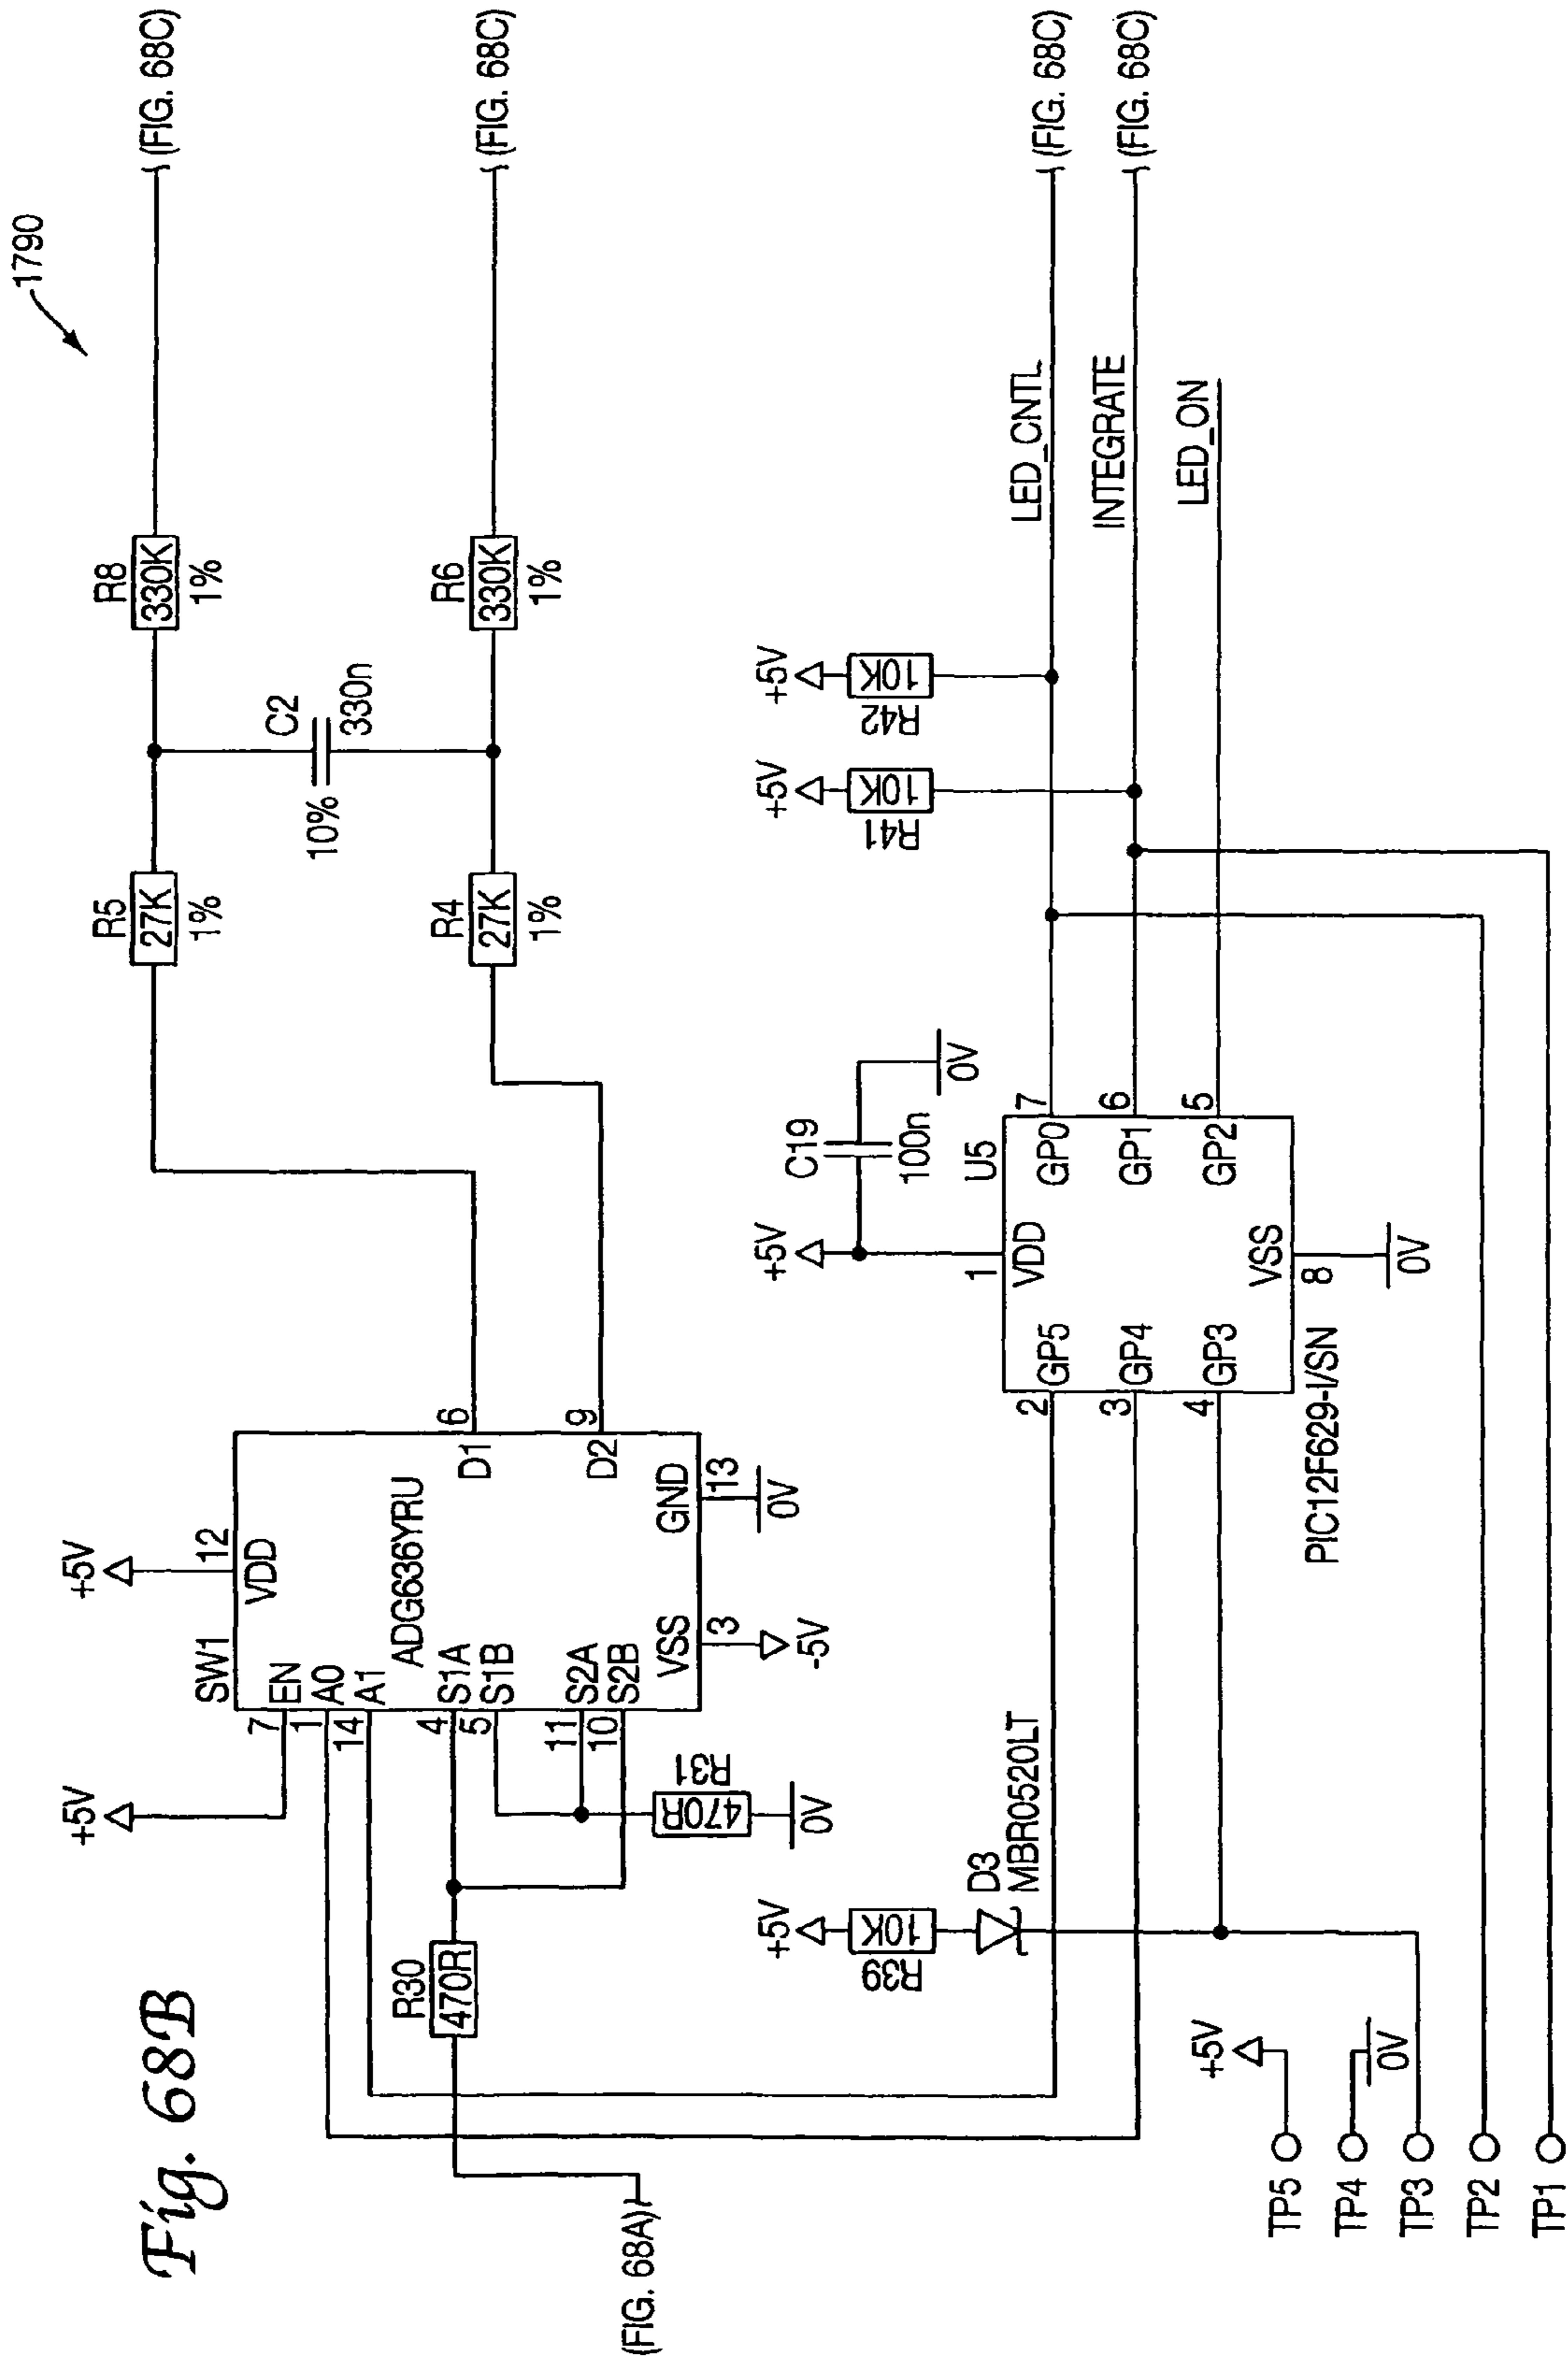 Fig. 68B
1790
+5V
+5V
SW1
12
VDD
7
EN
1
A0
14
A1
ADG636YRU
4
S1A
5
S1B
11
S2A
10
S2B
D1
6
D2
9
VSS
3
-5V
GND
13
0V
R30
470R
R31
470R
0V
(FIG. 68A)
R5
27K
1%
R8
330K
1%
(FIG. 68C)
C2
10%
330n
R4
27K
1%
R6
330K
1%
(FIG. 68C)
+5V
R39
10K
D3
MBR0520LT
+5V
C19
100n
0V
+5V
R41
10K
+5V
R42
10K
U5
1
VDD
2
GP5
3
GP4
4
GP3
GP0
7
GP1
6
GP2
5
VSS
8
0V
PIC12F629-I/SN
LED_CNTL
(FIG. 68C)
INTEGRATE
(FIG. 68C)
LED_ON
TP5
+5V
TP4
0V
TP3
TP2
TP1